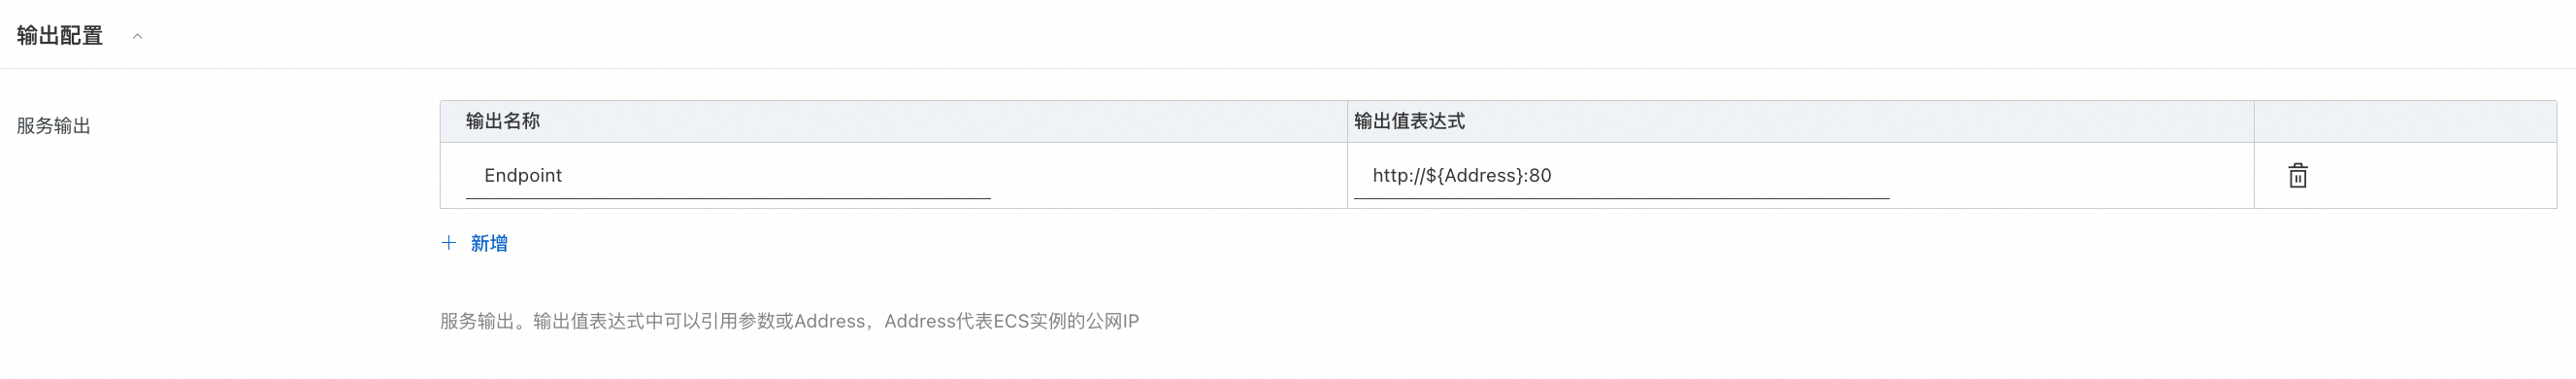 输出配置
服务输出
输出名称
输出值表达式
Endpoint
http://${Address}:80
新增
服务输出。输出值表达式中可以引用参数或Address，Address代表ECS实例的公网IP